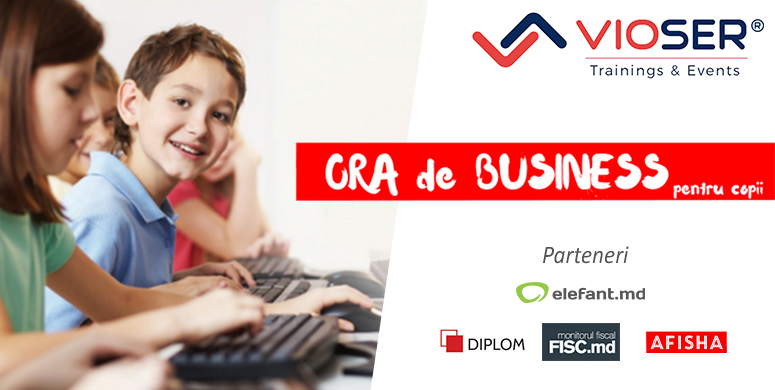 VIOSER®
Trainings & Events
ORA de BUSINESS pentru copii
Parteneri
elefant.md
DIPLOM
monitorul fiscal
FISC.md
AFISHA